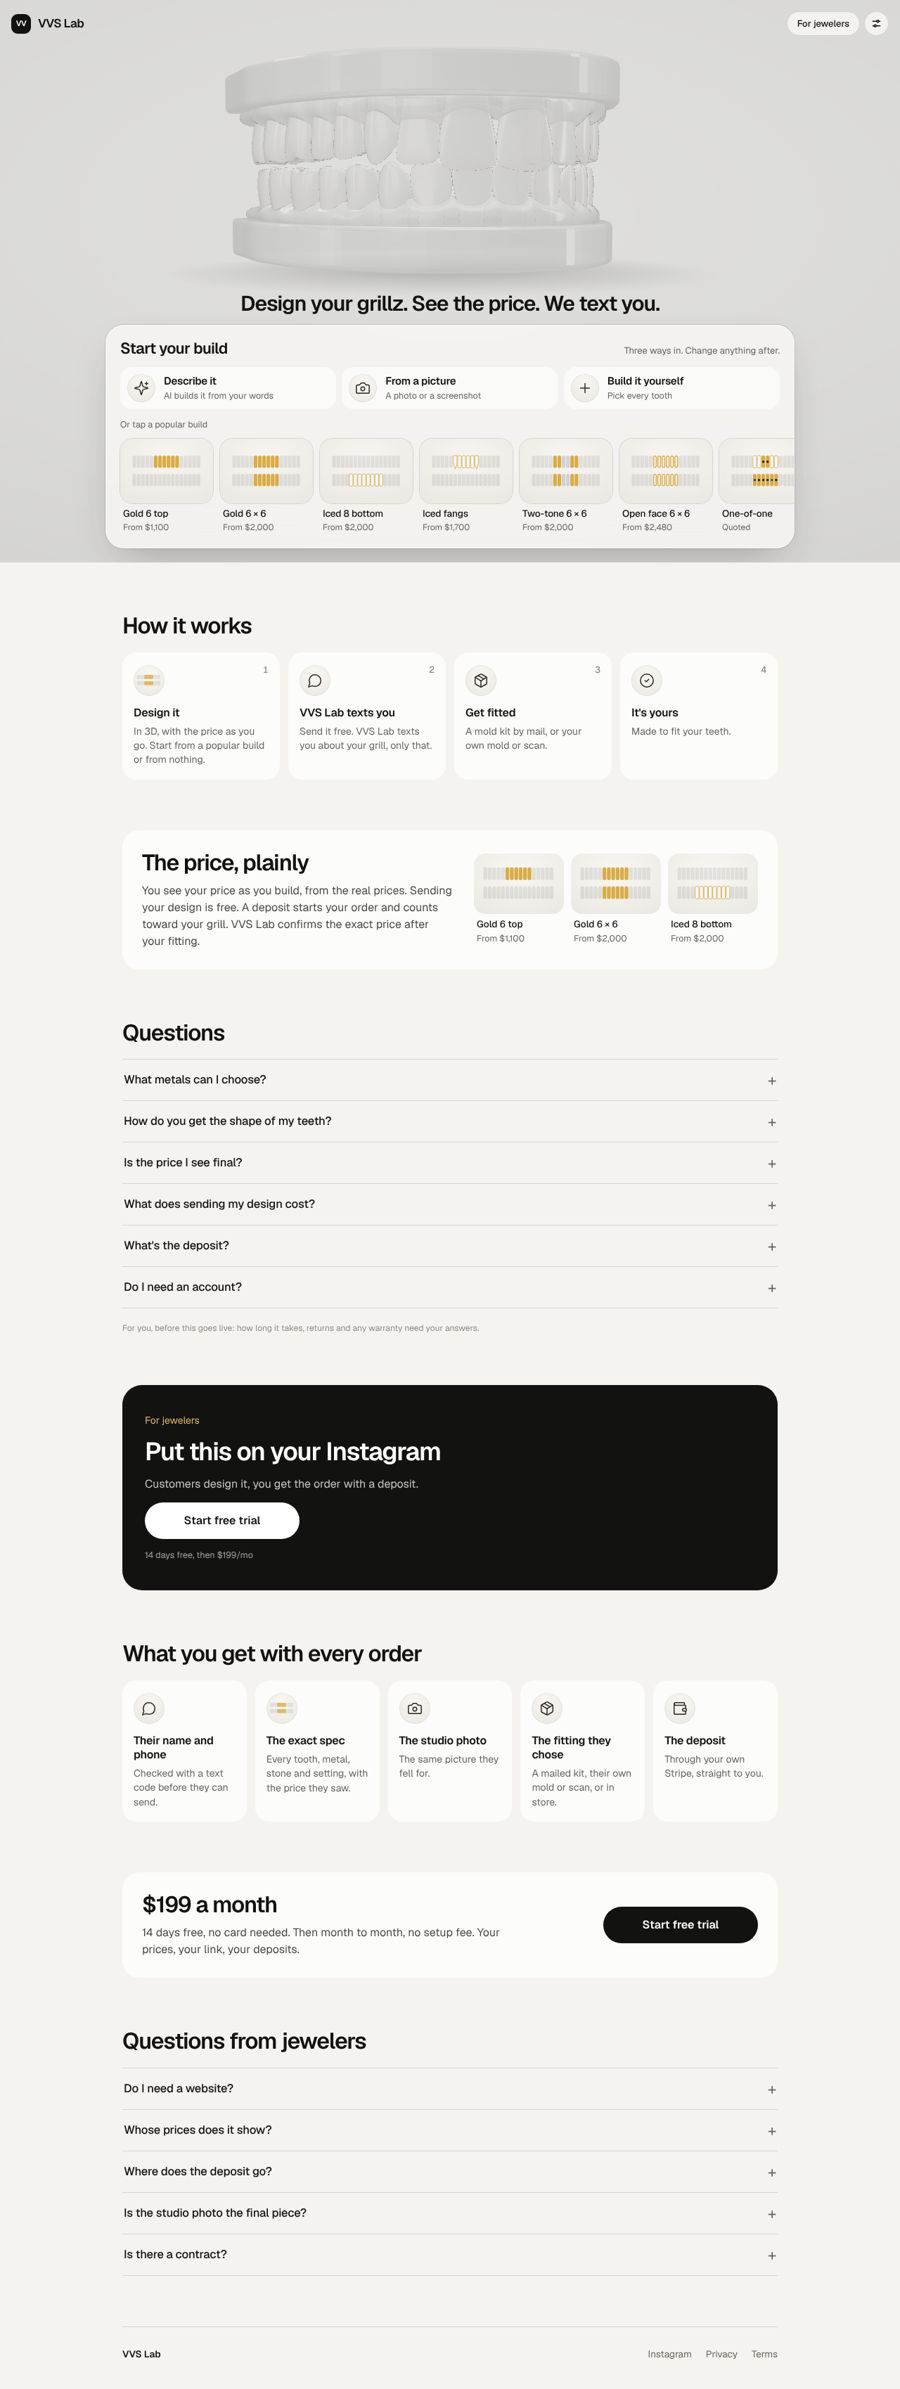 VV VVS Lab
For jewelers
Design your grillz. See the price. We text you.
Start your build
Three ways in. Change anything after.
Describe it
AI builds it from your words
From a picture
A photo or a screenshot
Build it yourself
Pick every tooth
Or tap a popular build
Gold 6 top
From $1,100
Gold 6 × 6
From $2,000
Iced 8 bottom
From $2,000
Iced fangs
From $1,700
Two-tone 6 × 6
From $2,000
Open face 6 × 6
From $2,480
One-of-one
Quoted
How it works
1
Design it
In 3D, with the price as you
go. Start from a popular build
or from nothing.
2
VVS Lab texts you
Send it free. VVS Lab texts
you about your grill, only that.
3
Get fitted
A mold kit by mail, or your
own mold or scan.
4
It's yours
Made to fit your teeth.
The price, plainly
You see your price as you build, from the real prices. Sending
your design is free. A deposit starts your order and counts
toward your grill. VVS Lab confirms the exact price after
your fitting.
Gold 6 top
From $1,100
Gold 6 × 6
From $2,000
Iced 8 bottom
From $2,000
Questions
What metals can I choose?
How do you get the shape of my teeth?
Is the price I see final?
What does sending my design cost?
What's the deposit?
Do I need an account?
For you, before this goes live: how long it takes, returns and any warranty need your answers.
For jewelers
Put this on your Instagram
Customers design it, you get the order with a deposit.
Start free trial
14 days free, then $199/mo
What you get with every order
Their name and
phone
Checked with a text
code before they can
send.
The exact spec
Every tooth, metal,
stone and setting, with
the price they saw.
The studio photo
The same picture they
fell for.
The fitting they
chose
A mailed kit, their own
mold or scan, or in
store.
The deposit
Through your own
Stripe, straight to you.
$199 a month
14 days free, no card needed. Then month to month, no setup fee. Your
prices, your link, your deposits.
Start free trial
Questions from jewelers
Do I need a website?
Whose prices does it show?
Where does the deposit go?
Is the studio photo the final piece?
Is there a contract?
VVS Lab
Instagram Privacy Terms